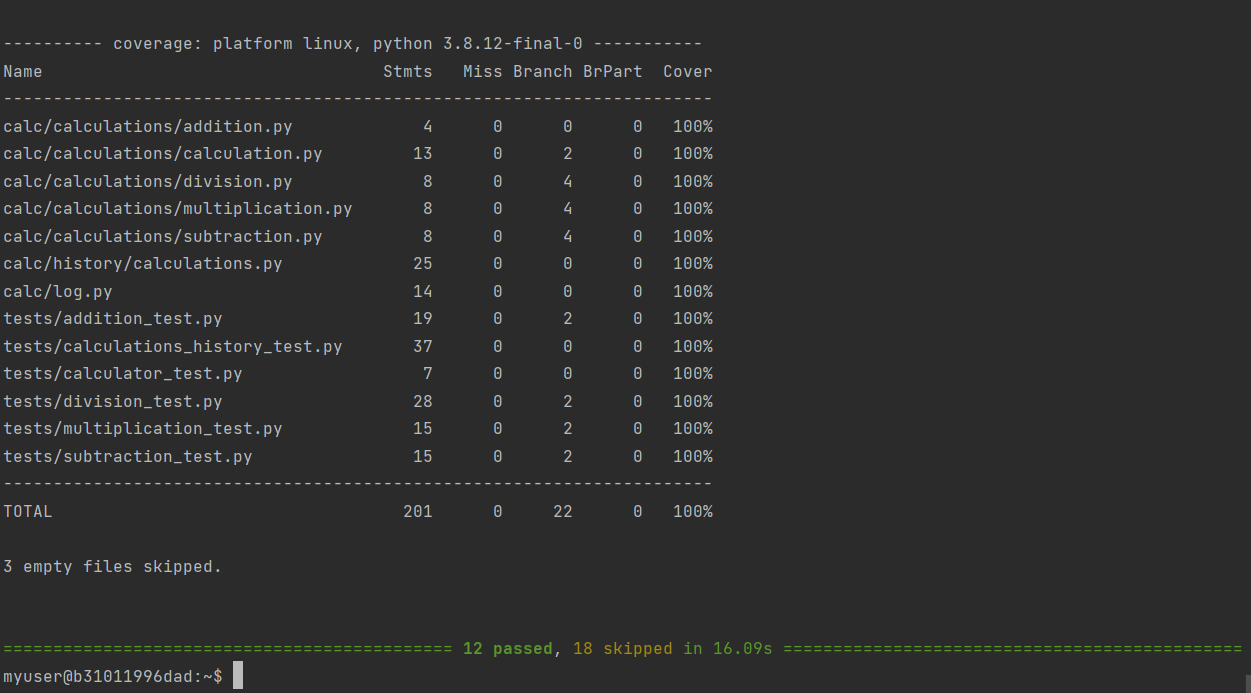 ---------- coverage: platform linux, python 3.8.12-final-0 -----------
Name                                  Stmts   Miss Branch BrPart  Cover
-----------------------------------------------------------------------
calc/calculations/addition.py             4      0      0      0   100%
calc/calculations/calculation.py         13      0      2      0   100%
calc/calculations/division.py             8      0      4      0   100%
calc/calculations/multiplication.py       8      0      4      0   100%
calc/calculations/subtraction.py          8      0      4      0   100%
calc/history/calculations.py             25      0      0      0   100%
calc/log.py                              14      0      0      0   100%
tests/addition_test.py                   19      0      2      0   100%
tests/calculations_history_test.py       37      0      0      0   100%
tests/calculator_test.py                  7      0      0      0   100%
tests/division_test.py                   28      0      2      0   100%
tests/multiplication_test.py             15      0      2      0   100%
tests/subtraction_test.py                15      0      2      0   100%
-----------------------------------------------------------------------
TOTAL                                   201      0     22      0   100%
3 empty files skipped.
============================================= 12 passed, 18 skipped in 16.09s ==============================================
myuser@b31011996dad:~$